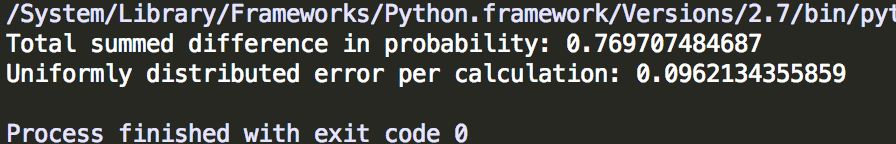 /System/Library/Frameworks/Python.framework/Versions/2.7/bin/pyt
Total summed difference in probability: 0.769707484687
Uniformly distributed error per calculation: 0.0962134355859
Process finished with exit code 0